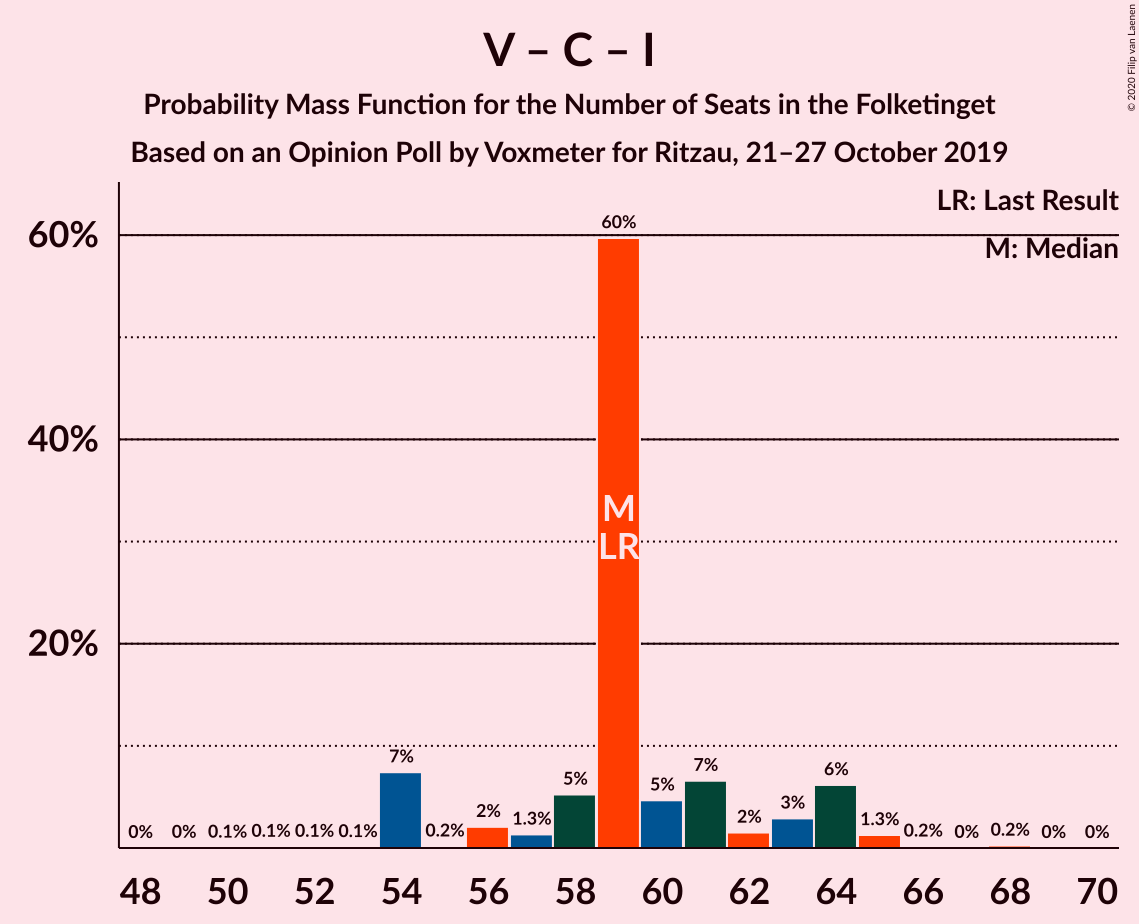 V – C – I
Probability Mass Function for the Number of Seats in the Folketinget
Based on an Opinion Poll by Voxmeter for Ritzau, 21–27 October 2019
© 2020 Filip van Laenen
LR: Last Result
M: Median
60%
40%
20%
0% 0% 0.1% 0.1% 0.1% 0.1% 7% 0.2% 2% 1.3% 5% 60% 5% 7% 2% 3% 6% 1.3% 0.2% 0% 0.2% 0% 0%
M
LR
48 50 52 54 56 58 60 62 64 66 68 70